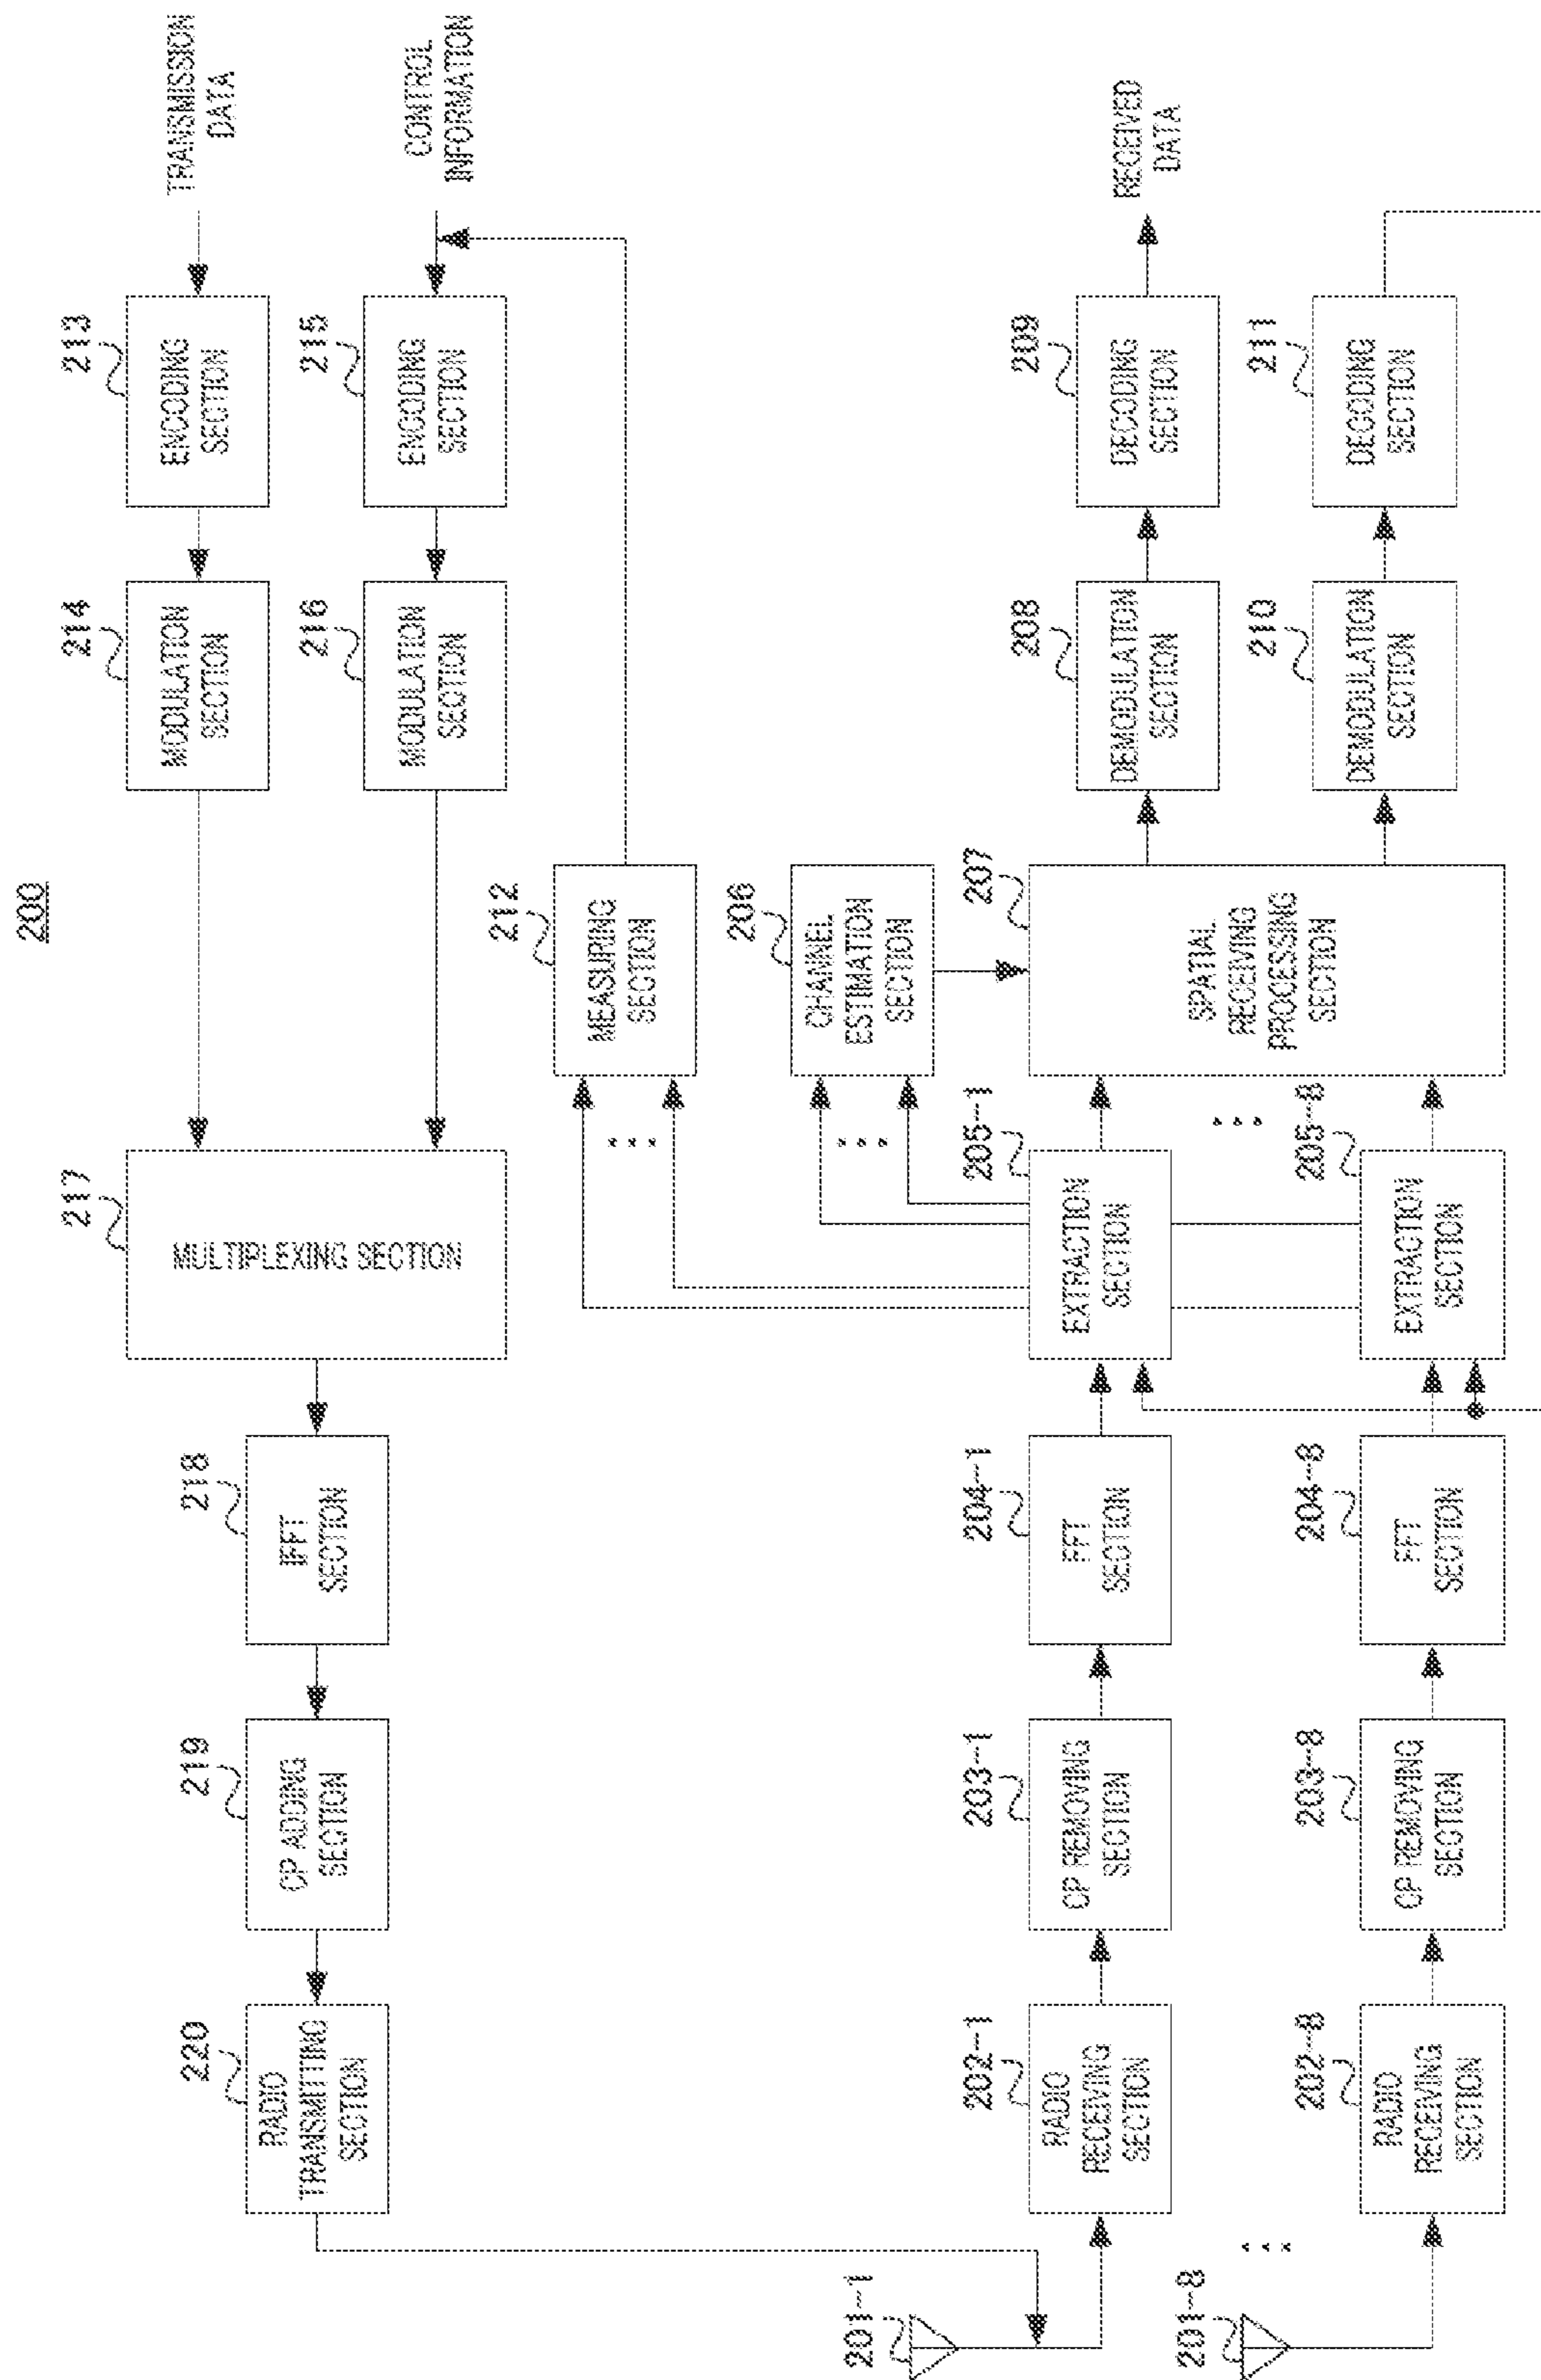 200
TRANSMISSION
DATA
CONTROL
INFORMATION
213
ENCODING
SECTION
215
ENCODING
SECTION
214
MODULATION
SECTION
216
MODULATION
SECTION
217
MULTIPLEXING SECTION
218
IFFT
SECTION
219
CP ADDING
SECTION
220
RADIO
TRANSMITTING
SECTION
212
MEASURING
SECTION
206
CHANNEL
ESTIMATION
SECTION
201-1
202-1
RADIO
RECEIVING
SECTION
203-1
CP REMOVING
SECTION
204-1
FFT
SECTION
205-1
EXTRACTION
SECTION
207
SPATIAL
RECEIVING
PROCESSING
SECTION
208
DEMODULATION
SECTION
209
DECODING
SECTION
RECEIVED
DATA
201-8
202-8
RADIO
RECEIVING
SECTION
203-8
CP REMOVING
SECTION
204-8
FFT
SECTION
205-8
EXTRACTION
SECTION
210
DEMODULATION
SECTION
211
DECODING
SECTION